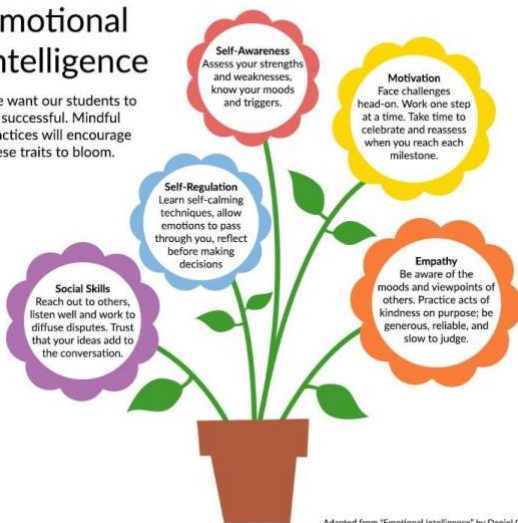 motional
ntelligence
e want our students to
successful. Mindful
ctices will encourage
ese traits to bloom.
Self-Awareness
Assess your strengths
and weaknesses,
know your moods
and triggers.
Motivation
Face challenges
head-on. Work one step
at a time. Take time to
celebrate and reassess
when you reach each
milestone.
Self-Regulation
Learn self-calming
techniques, allow
emotions to pass
through you, reflect
before making
decisions
Empathy
Be aware of the
moods and viewpoints of
others. Practice acts of
kindness on purpose; be
generous, reliable, and
slow to judge.
Social Skills
Reach out to others,
listen well and work to
diffuse disputes. Trust
that your ideas add to
the conversation.
Adapted from "Emotional Intelligence" by Daniel